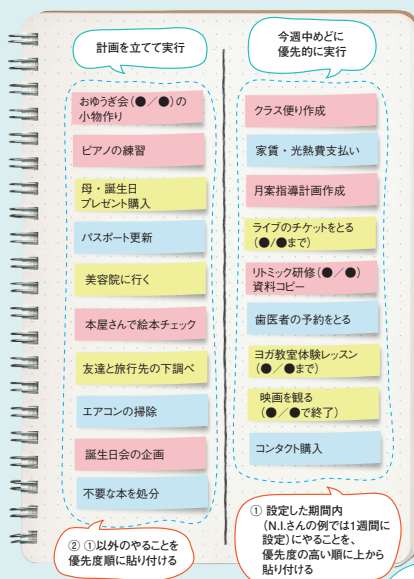 計画を立てて実行
おゆうぎ会(●／●)の
小物作り
ピアノの練習
母・誕生日
プレゼント購入
パスポート更新
美容院に行く
本屋さんで絵本チェック
友達と旅行先の下調べ
エアコンの掃除
誕生日会の企画
不要な本を処分
② ①以外のやることを
優先度順に貼り付ける
今週中めどに
優先的に実行
クラス便り作成
家賃・光熱費支払い
月案指導計画作成
ライブのチケットをとる
(●／●まで)
リトミック研修(●／●)
資料コピー
歯医者の予約をとる
ヨガ教室体験レッスン
(●／●まで)
映画を観る
(●／●で終了)
コンタクト購入
① 設定した期間内
(N.I.さんの例では1週間に
設定)にやることを、
優先度の高い順に上から
貼り付ける